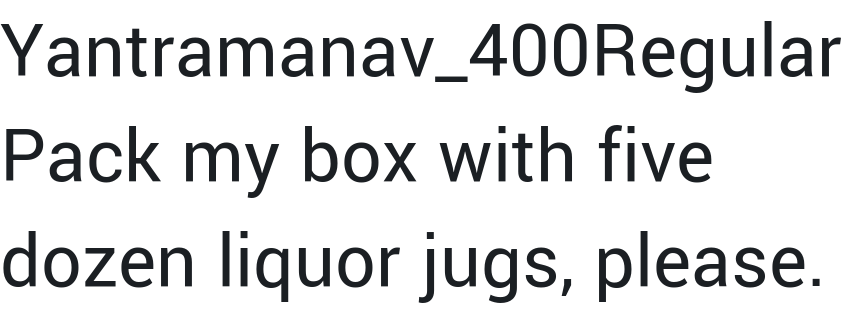 Yantramanav_400Regular
Pack my box with five
dozen liquor jugs, please.